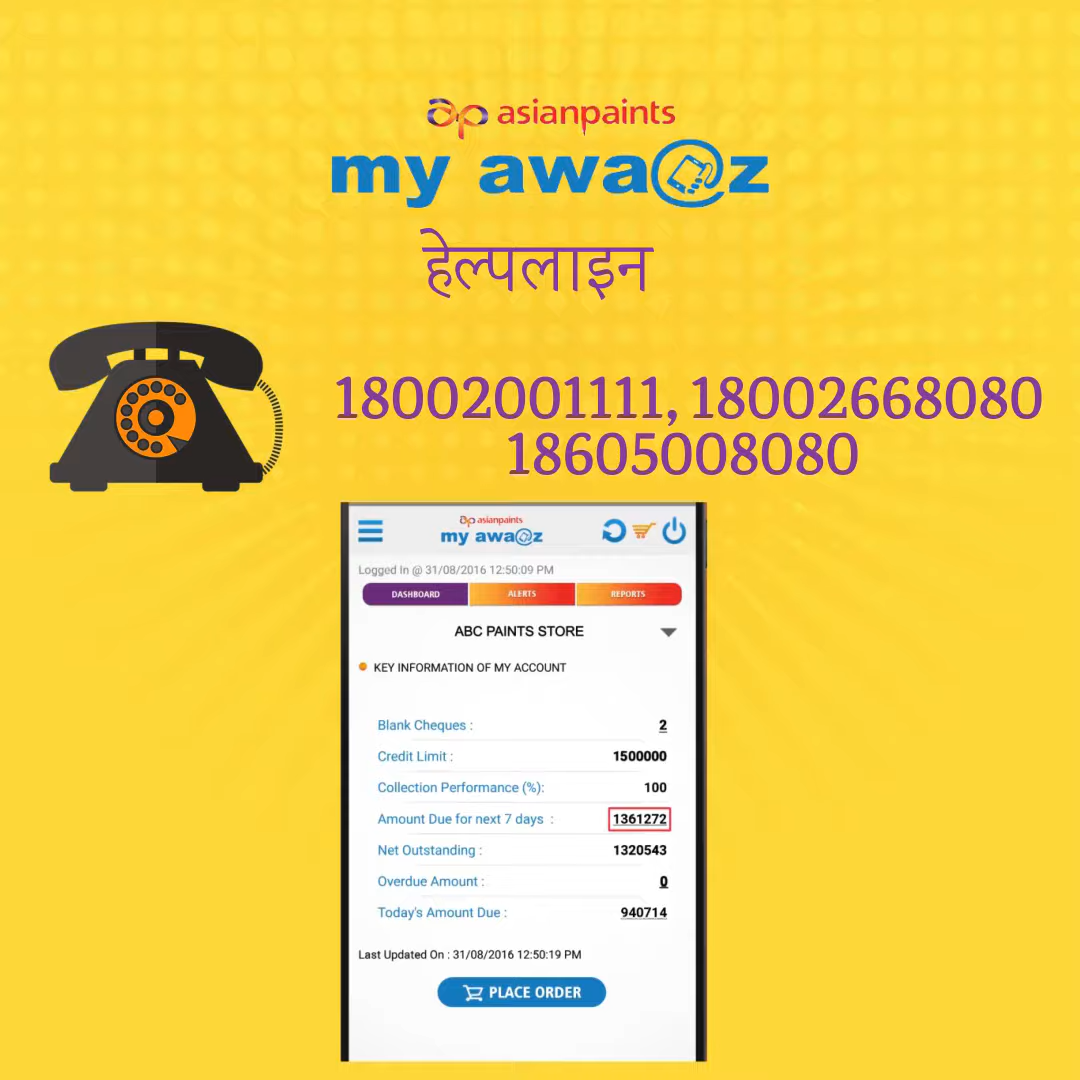 asianpaints
my awa@z
हेल्पलाइन
18002001111, 18002668080
18605008080
asianpaints
my awa@z
Logged In @ 31/08/2016 12:50:09 PM
DASHBOARD ALERTS REPORTS
ABC PAINTS STORE
KEY INFORMATION OF MY ACCOUNT
Blank Cheques : 2
Credit Limit : 1500000
Collection Performance (%): 100
Amount Due for next 7 days : 1361272
Net Outstanding : 1320543
Overdue Amount : 0
Today's Amount Due : 940714
Last Updated On : 31/08/2016 12:50:19 PM
PLACE ORDER